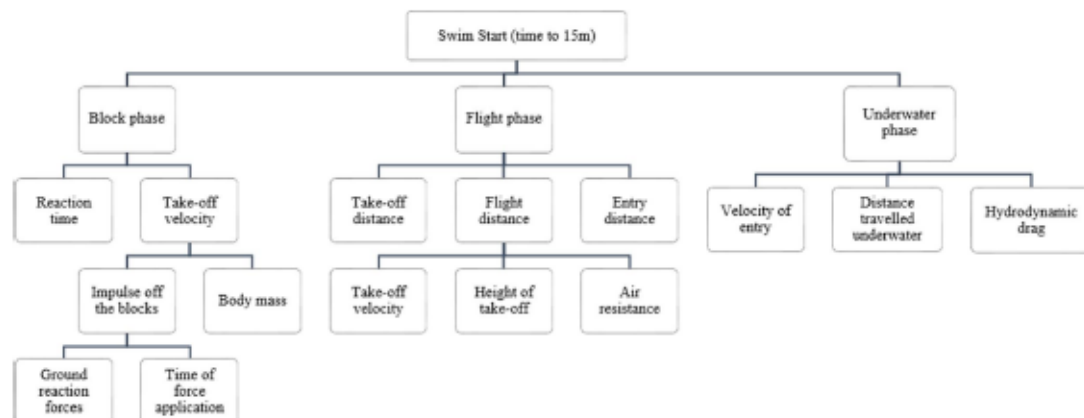 Swim Start (time to 15m)
Block phase
Flight phase
Underwater
phase
Reaction
time
Take-off
velocity
Take-off
distance
Flight
distance
Entry
distance
Velocity of
entry
Distance
travelled
underwater
Hydrodynamic
drag
Impulse off
the blocks
Body mass
Take-off
velocity
Height of
take-off
Air
resistance
Ground
reaction
forces
Time of
force
application